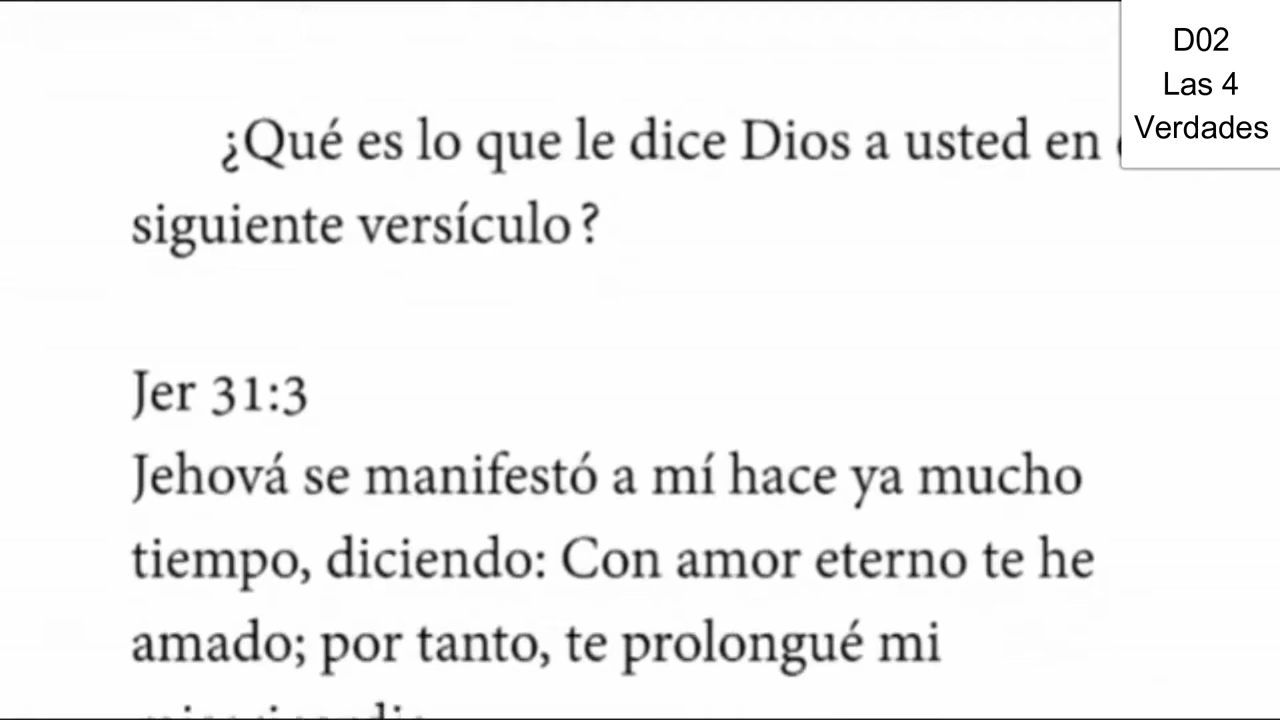 D02
Las 4
Verdades
¿Qué es lo que le dice Dios a usted en
siguiente versículo?
Jer 31:3
Jehová se manifestó a mí hace ya mucho
tiempo, diciendo: Con amor eterno te he
amado; por tanto, te prolongué mi